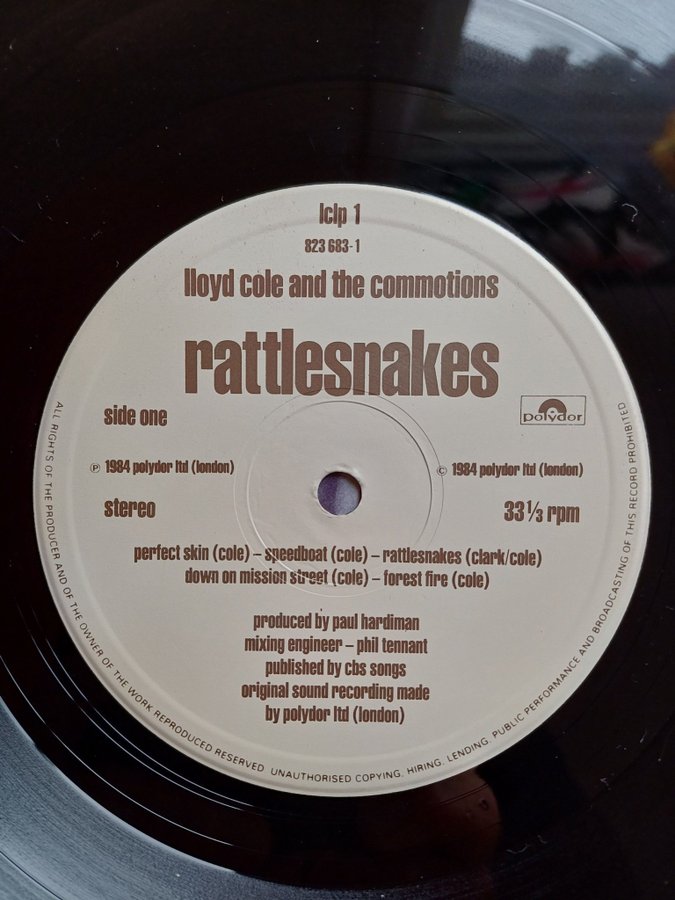 lclp 1
823 683-1
lloyd cole and the commotions
rattlesnakes
side one
polydor
℗ 1984 polydor ltd (london)
© 1984 polydor ltd (london)
stereo
33⅓ rpm
perfect skin (cole) – speedboat (cole) – rattlesnakes (clark/cole)
down on mission street (cole) – forest fire (cole)
produced by paul hardiman
mixing engineer – phil tennant
published by cbs songs
original sound recording made
by polydor ltd (london)
ALL RIGHTS OF THE PRODUCER AND OF THE OWNER OF THE WORK REPRODUCED RESERVED. UNAUTHORISED COPYING, HIRING, LENDING, PUBLIC PERFORMANCE AND BROADCASTING OF THIS RECORD PROHIBITED